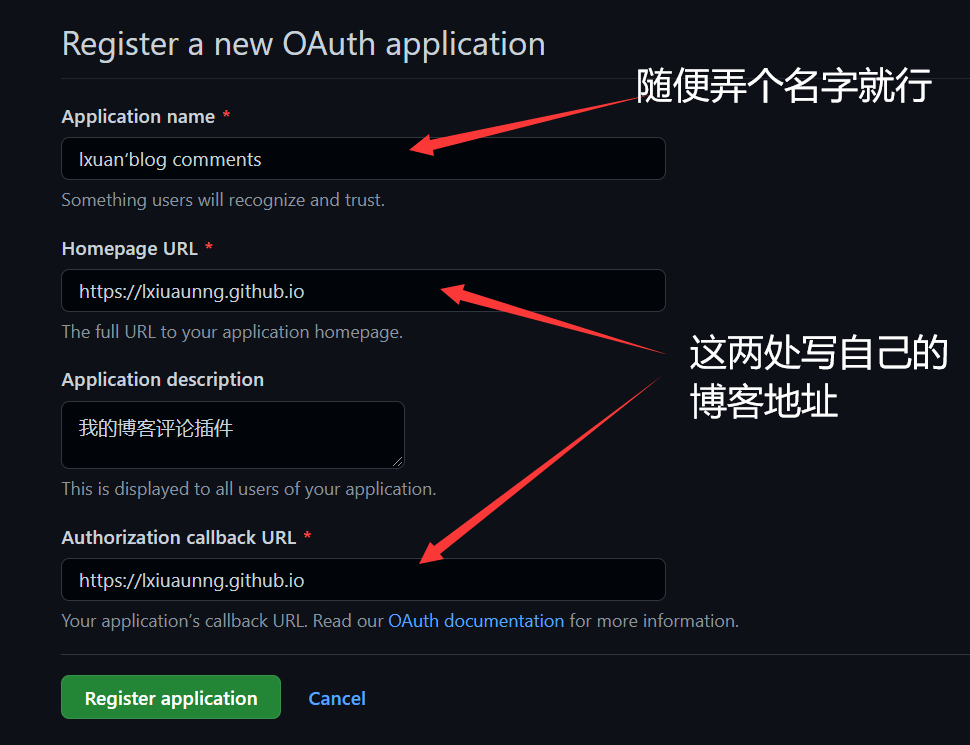 Register a new OAuth application
随便弄个名字就行
Application name *
lxuan'blog comments
Something users will recognize and trust.
Homepage URL *
https://lxiuaunng.github.io
The full URL to your application homepage.
这两处写自己的
博客地址
Application description
我的博客评论插件
This is displayed to all users of your application.
Authorization callback URL *
https://lxiuaunng.github.io
Your application's callback URL. Read our OAuth documentation for more information.
Register application Cancel